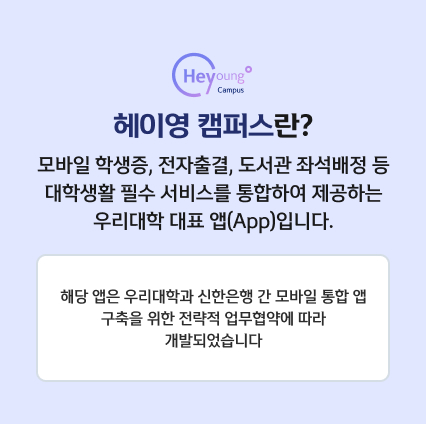 Heyoung
Campus
헤이영 캠퍼스란?
모바일 학생증, 전자출결, 도서관 좌석배정 등
대학생활 필수 서비스를 통합하여 제공하는
우리대학 대표 앱(App)입니다.
해당 앱은 우리대학과 신한은행 간 모바일 통합 앱
구축을 위한 전략적 업무협약에 따라
개발되었습니다